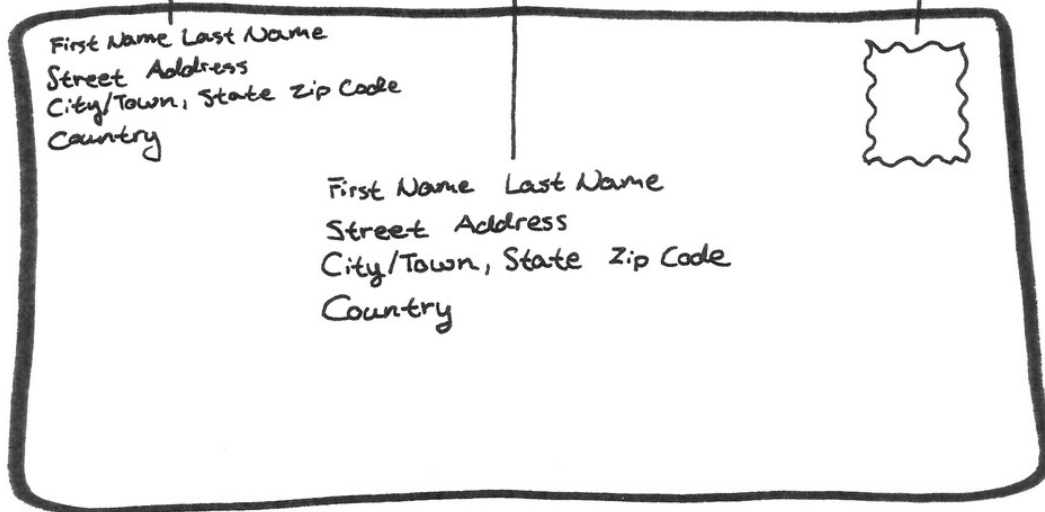 First Name Last Name
Street Address
City/Town, State Zip Code
Country
First Name Last Name
Street Address
City/Town, State Zip Code
Country